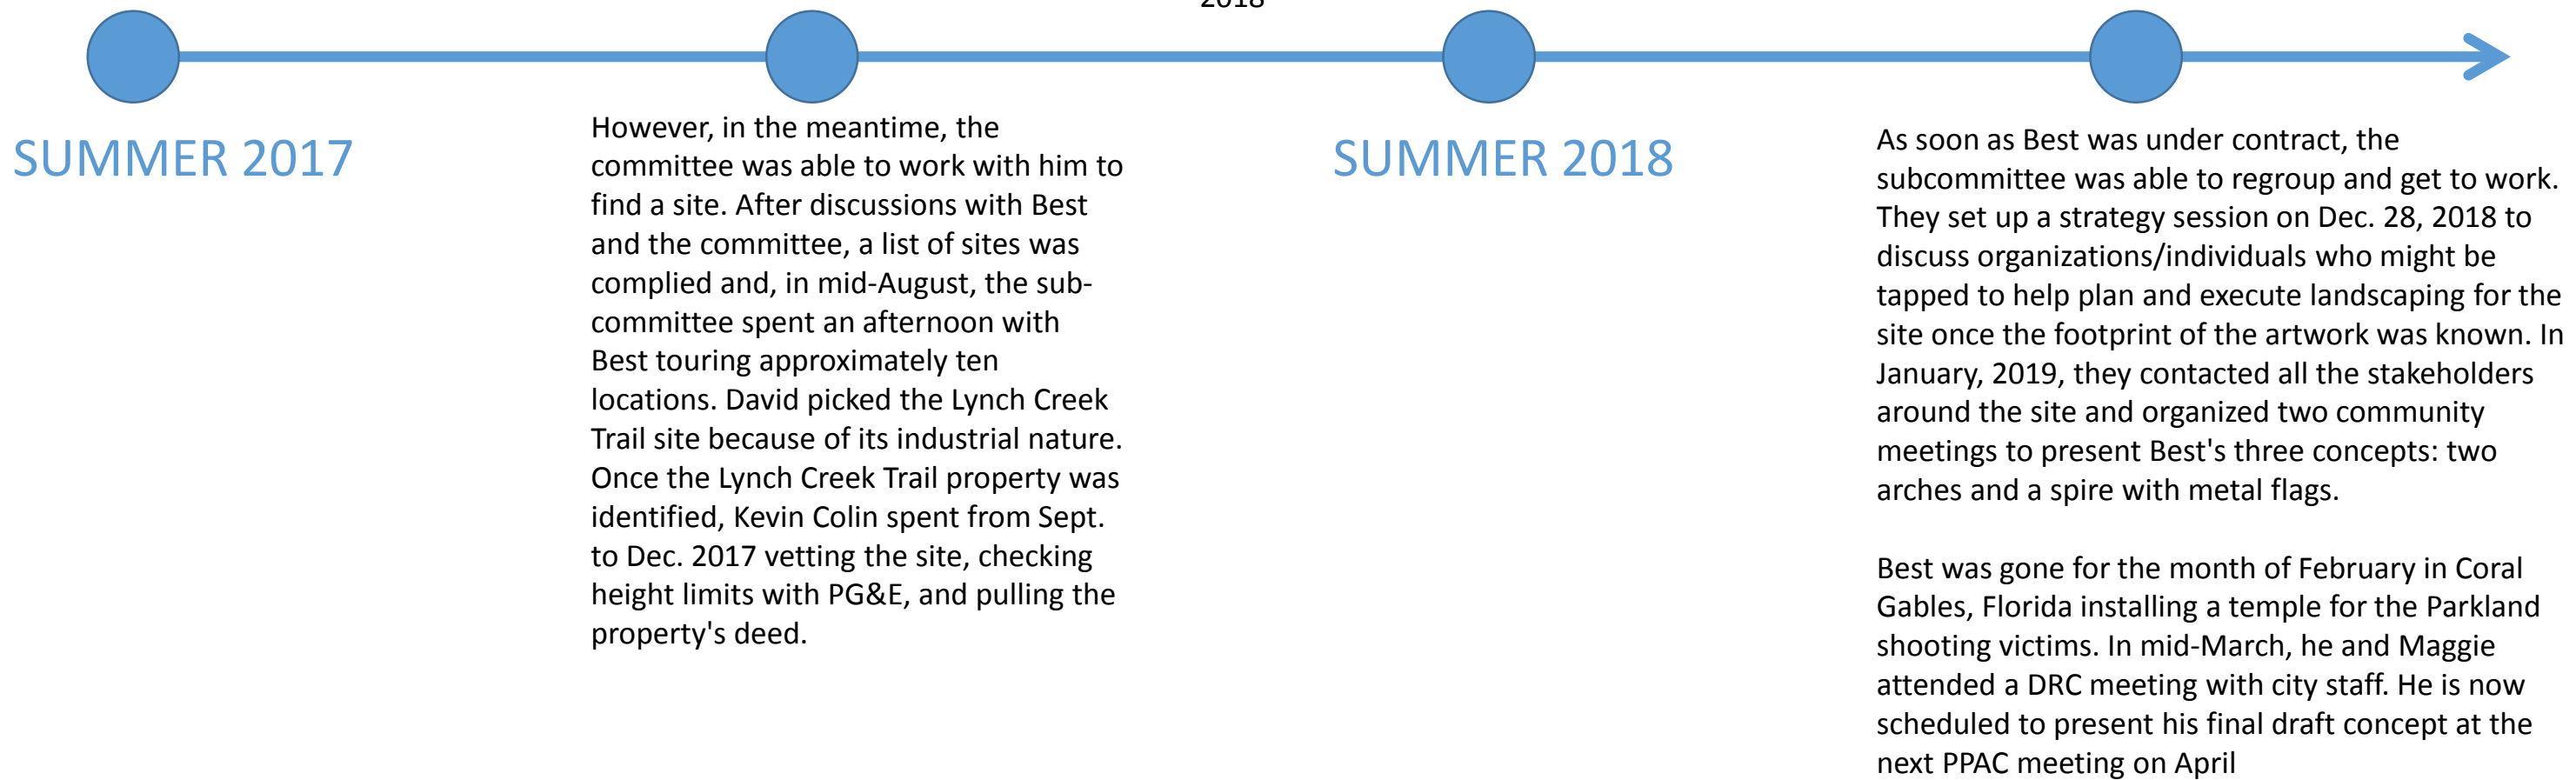 2018
SUMMER 2017
However, in the meantime, the
committee was able to work with him to
find a site. After discussions with Best
and the committee, a list of sites was
complied and, in mid-August, the sub-
committee spent an afternoon with
Best touring approximately ten
locations. David picked the Lynch Creek
Trail site because of its industrial nature.
Once the Lynch Creek Trail property was
identified, Kevin Colin spent from Sept.
to Dec. 2017 vetting the site, checking
height limits with PG&E, and pulling the
property's deed.
SUMMER 2018
As soon as Best was under contract, the
subcommittee was able to regroup and get to work.
They set up a strategy session on Dec. 28, 2018 to
discuss organizations/individuals who might be
tapped to help plan and execute landscaping for the
site once the footprint of the artwork was known. In
January, 2019, they contacted all the stakeholders
around the site and organized two community
meetings to present Best's three concepts: two
arches and a spire with metal flags.
Best was gone for the month of February in Coral
Gables, Florida installing a temple for the Parkland
shooting victims. In mid-March, he and Maggie
attended a DRC meeting with city staff. He is now
scheduled to present his final draft concept at the
next PPAC meeting on April